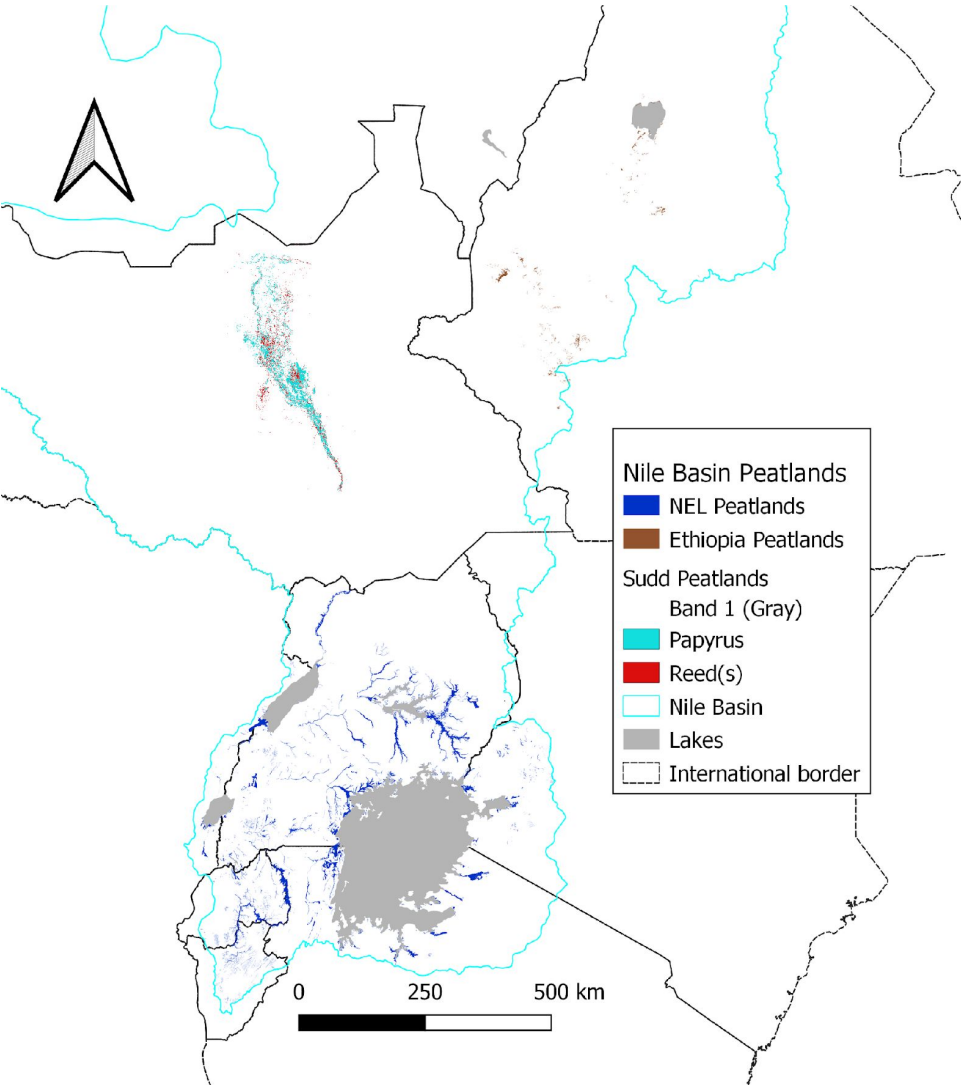 Nile Basin Peatlands
NEL Peatlands
Ethiopia Peatlands
Sudd Peatlands
Band 1 (Gray)
Papyrus
Reed(s)
Nile Basin
Lakes
International border
0 250 500 km